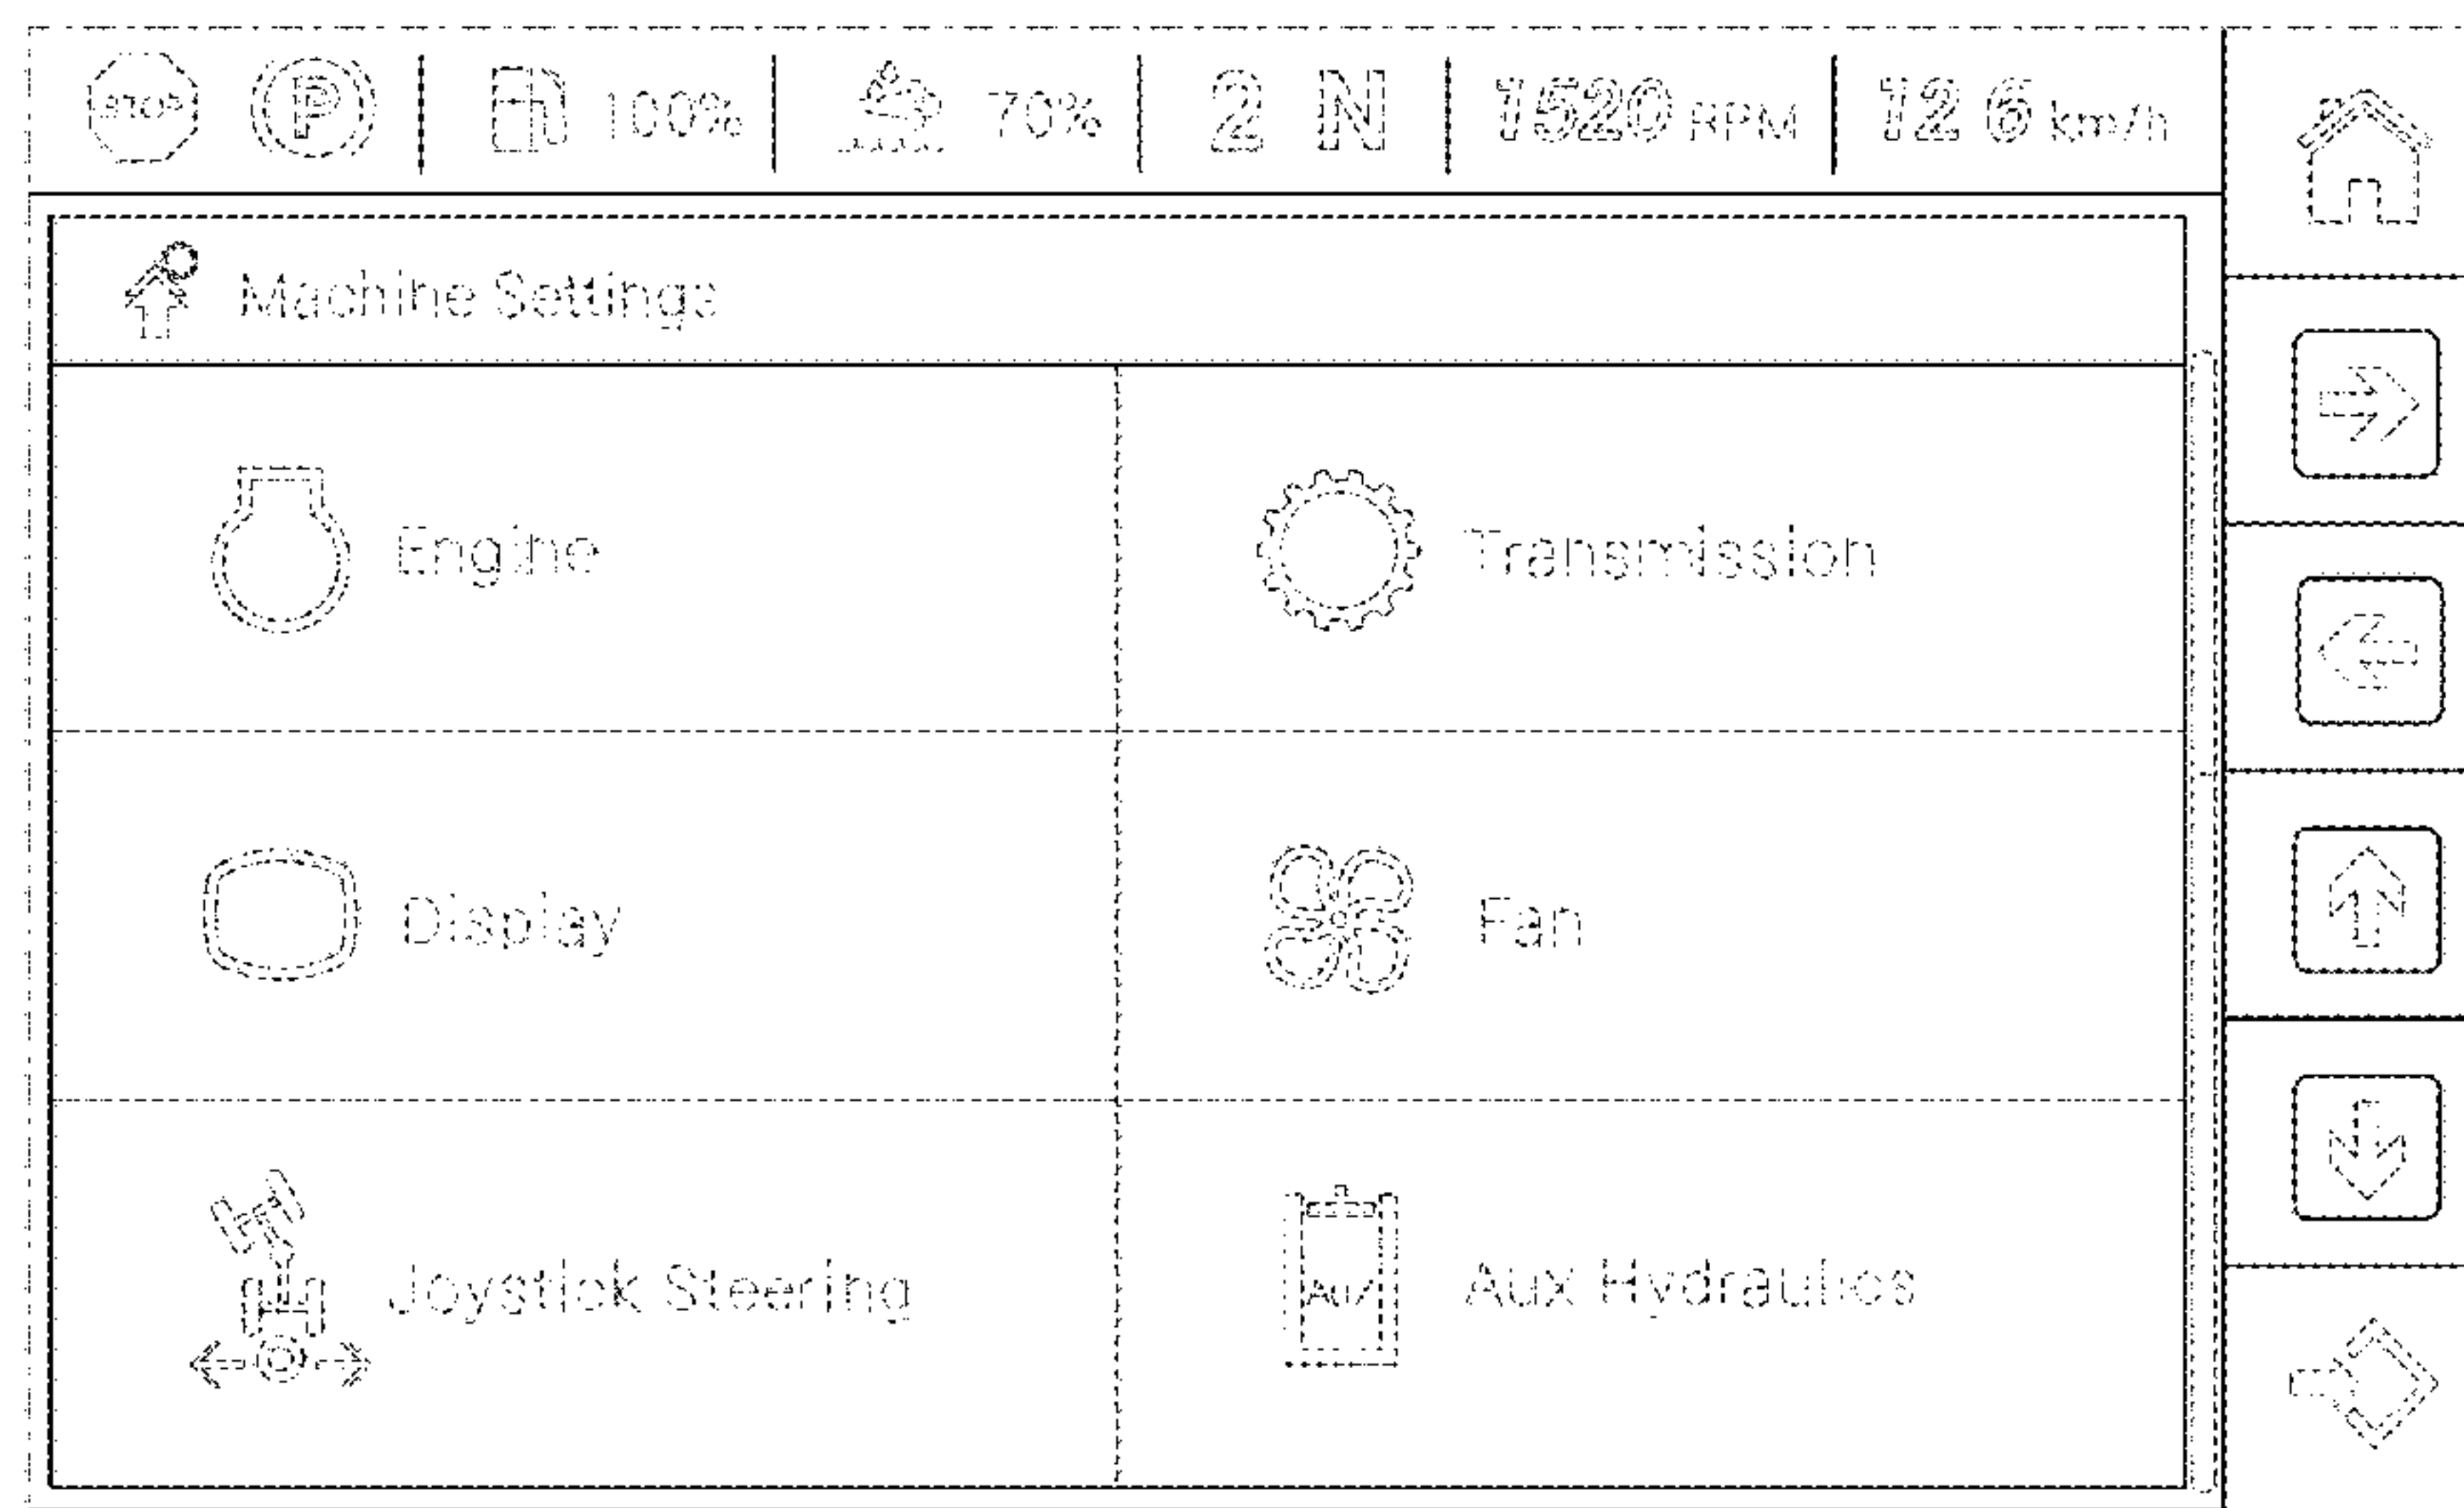 STOP P 100% 70% 2 N 1520 RPM 12 6 km/h
Machine Settings
Engine
Transmission
Display
Fan
Joystick Steering
Aux Hydraulics
AUX